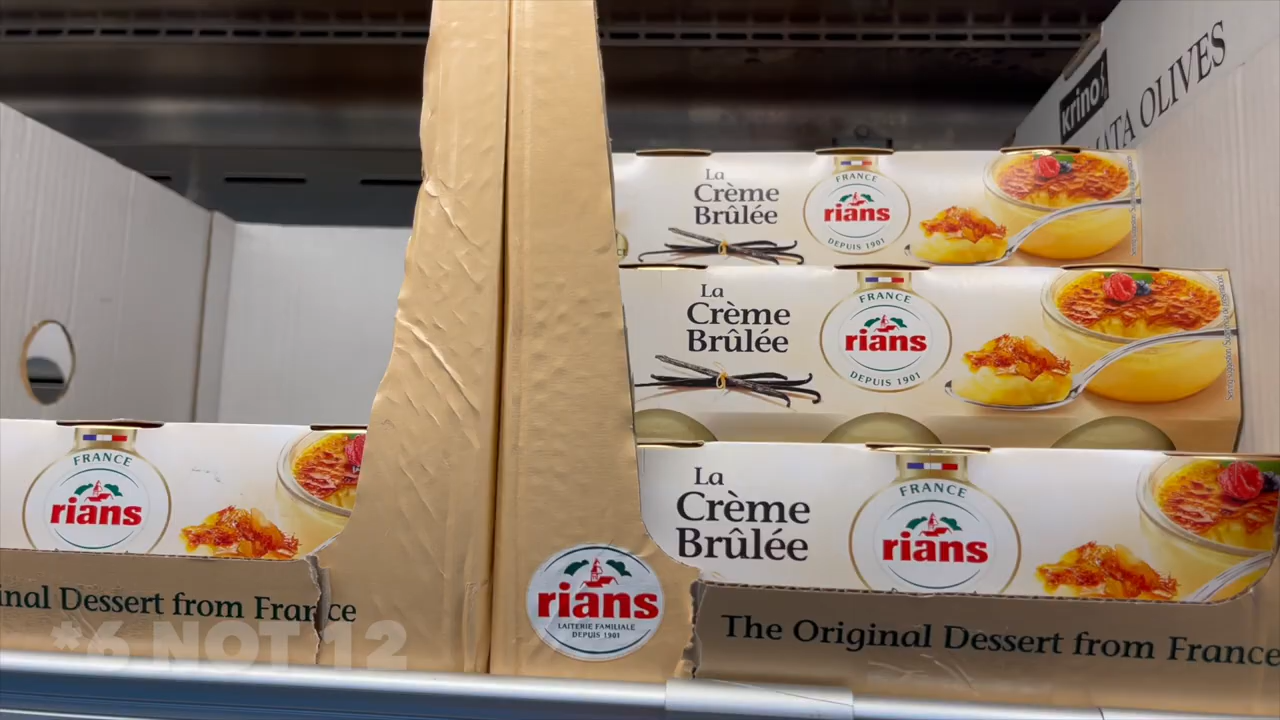 krinos
ATA OLIVES
La
Crème
Brûlée
FRANCE
rians
DEPUIS 1901
La
Crème
Brûlée
FRANCE
rians
DEPUIS 1901
FRANCE
rians
La
Crème
Brûlée
FRANCE
rians
inal Dessert from France
rians
LAITERIE FAMILIALE
DEPUIS 1901
The Original Dessert from France
*6 NOT 12